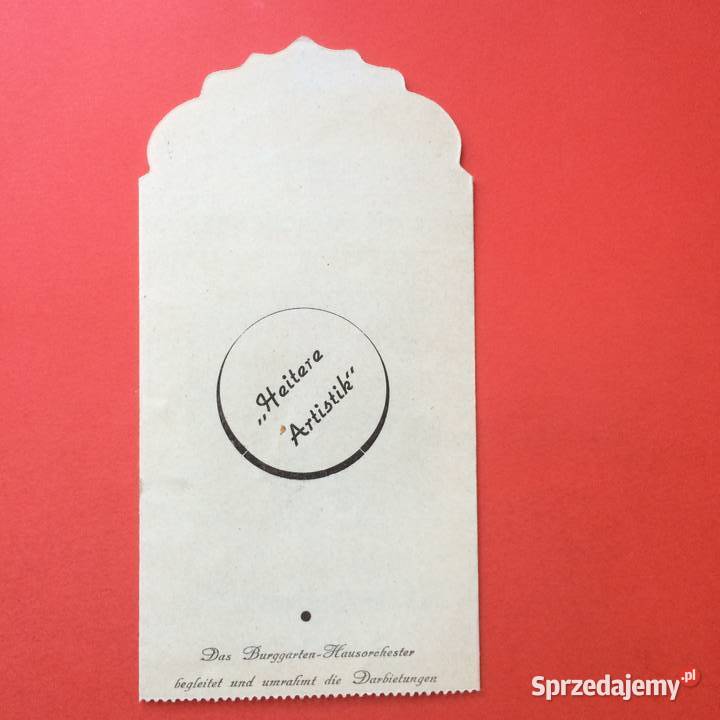 „Heitere
Artistik“
Das Burggarten-Hausorchester
begleitet und umrahmt die Darbietungen
Sprzedajemy.pl